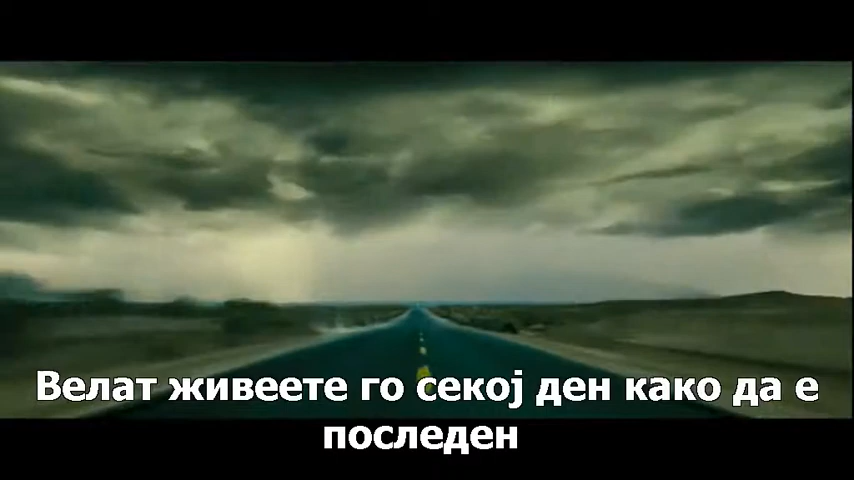 Велат живеете го секој ден како да е
последен